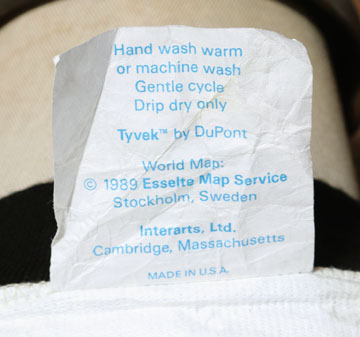 Hand wash warm
or machine wash
Gentle cycle
Drip dry only
Tyvek™ by DuPont
World Map:
© 1989 Esselte Map Service
Stockholm, Sweden
Interarts, Ltd.
Cambridge, Massachusetts
MADE IN U.S.A.